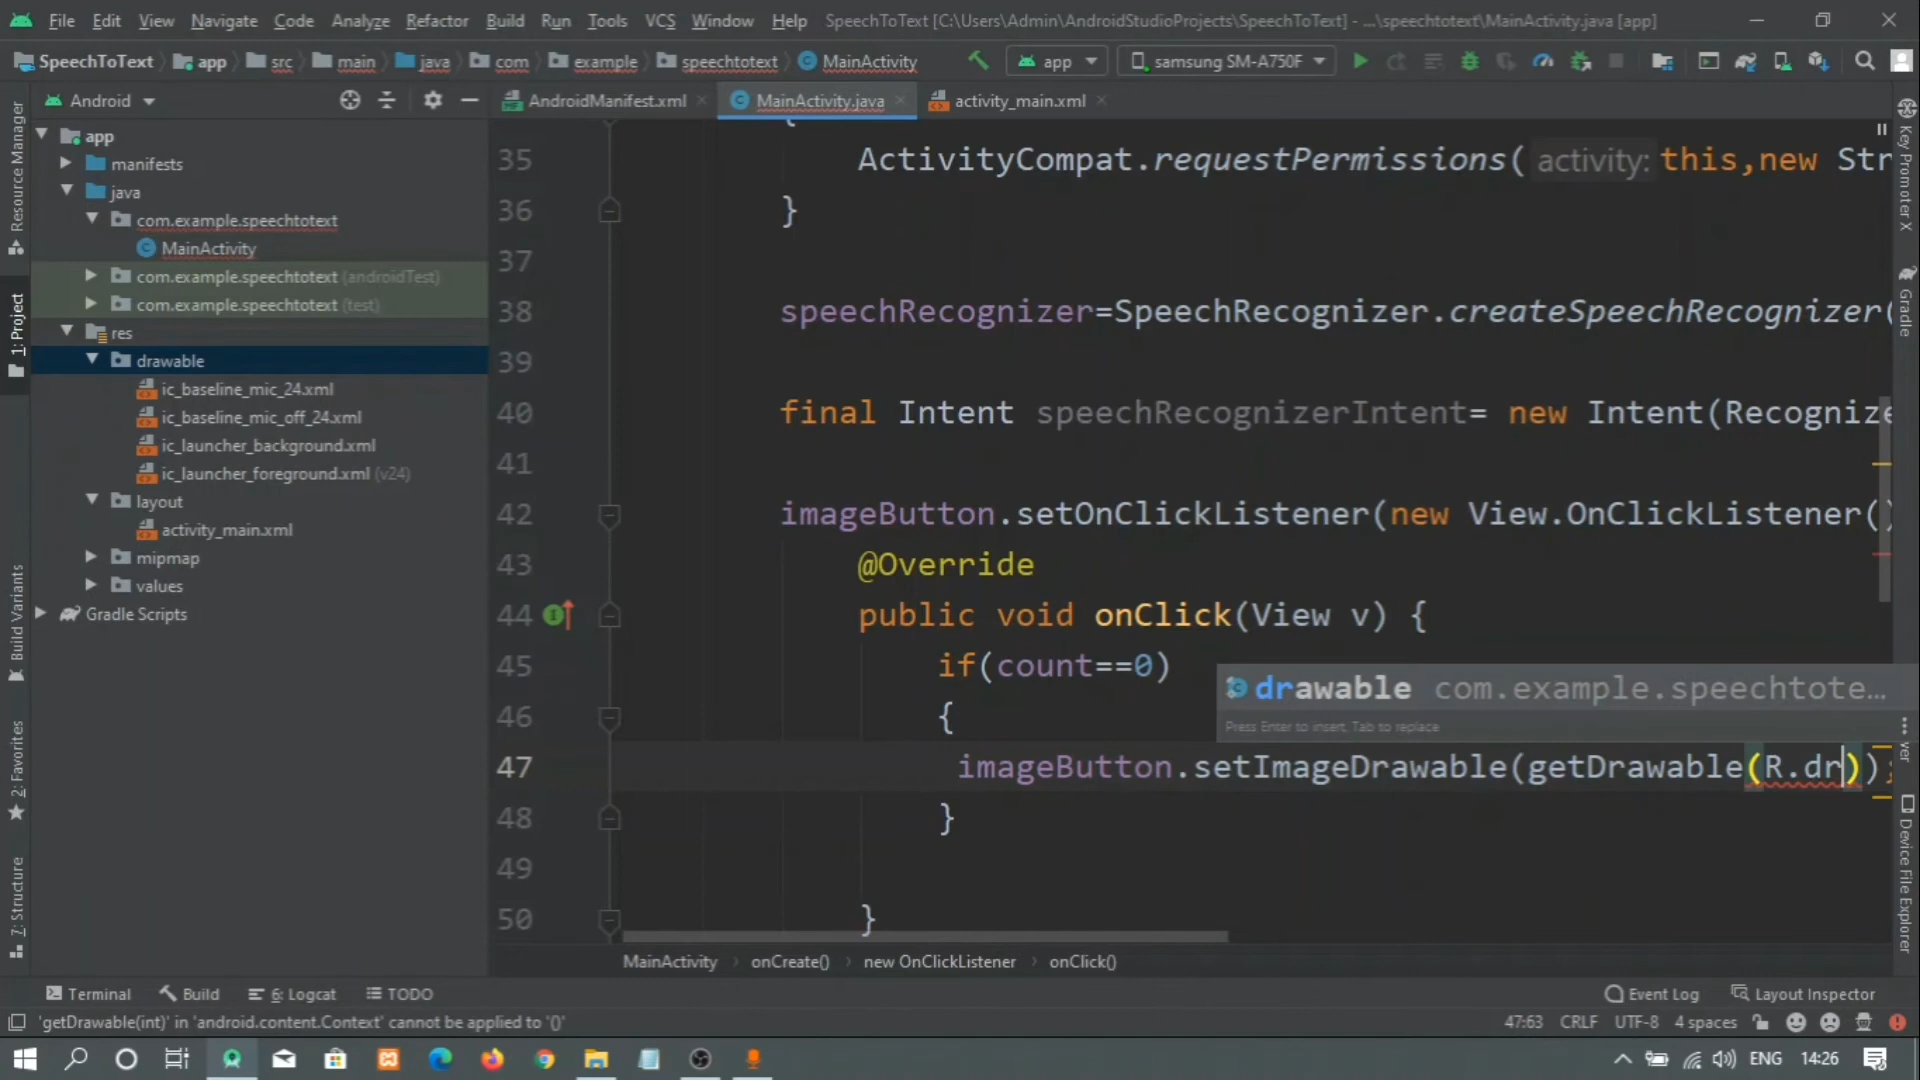 File Edit View Navigate Code Analyze Refactor Build Run Tools VCS Window Help SpeechToText [C:\Users\Admin\AndroidStudioProjects\SpeechToText] - ...\speechtotext\MainActivity.java [app]
SpeechToText app src main java com example speechtotext MainActivity app samsung SM-A750F
Android
AndroidManifest.xml MainActivity.java activity_main.xml
app
manifests
java
com.example.speechtotext
MainActivity
com.example.speechtotext (androidTest)
com.example.speechtotext (test)
res
drawable
ic_baseline_mic_24.xml
ic_baseline_mic_off_24.xml
ic_launcher_background.xml
ic_launcher_foreground.xml (v24)
layout
activity_main.xml
mipmap
values
Gradle Scripts
Resource Manager
1: Project
Build Variants
2: Favorites
7: Structure
{
35 ActivityCompat.requestPermissions( activity: this,new Str
36 }
37
38 speechRecognizer=SpeechRecognizer.createSpeechRecognizer(
39
40 final Intent speechRecognizerIntent= new Intent(Recognize
41
42 imageButton.setOnClickListener(new View.OnClickListener()
43 @Override
44 public void onClick(View v) {
45 if(count==0)
46 {
47 imageButton.setImageDrawable(getDrawable(R.dr));
48 }
49
50 }
drawable com.example.speechtote...
Press Enter to insert, Tab to replace
Key Promoter X
Gradle
Device File Explorer
MainActivity onCreate() new OnClickListener onClick()
Terminal Build 6: Logcat TODO Event Log Layout Inspector
'getDrawable(int)' in 'android.content.Context' cannot be applied to '()' 47:63 CRLF UTF-8 4 spaces
ENG 14:26